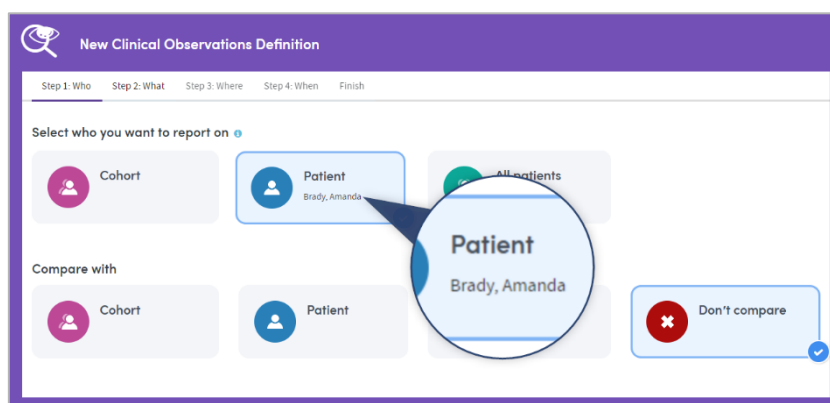 New Clinical Observations Definition
Step 1: Who Step 2: What Step 3: Where Step 4: When Finish
Select who you want to report on
Cohort
Patient
Brady, Amanda
All patients
Patient
Brady, Amanda
Compare with
Cohort
Patient
Don't compare